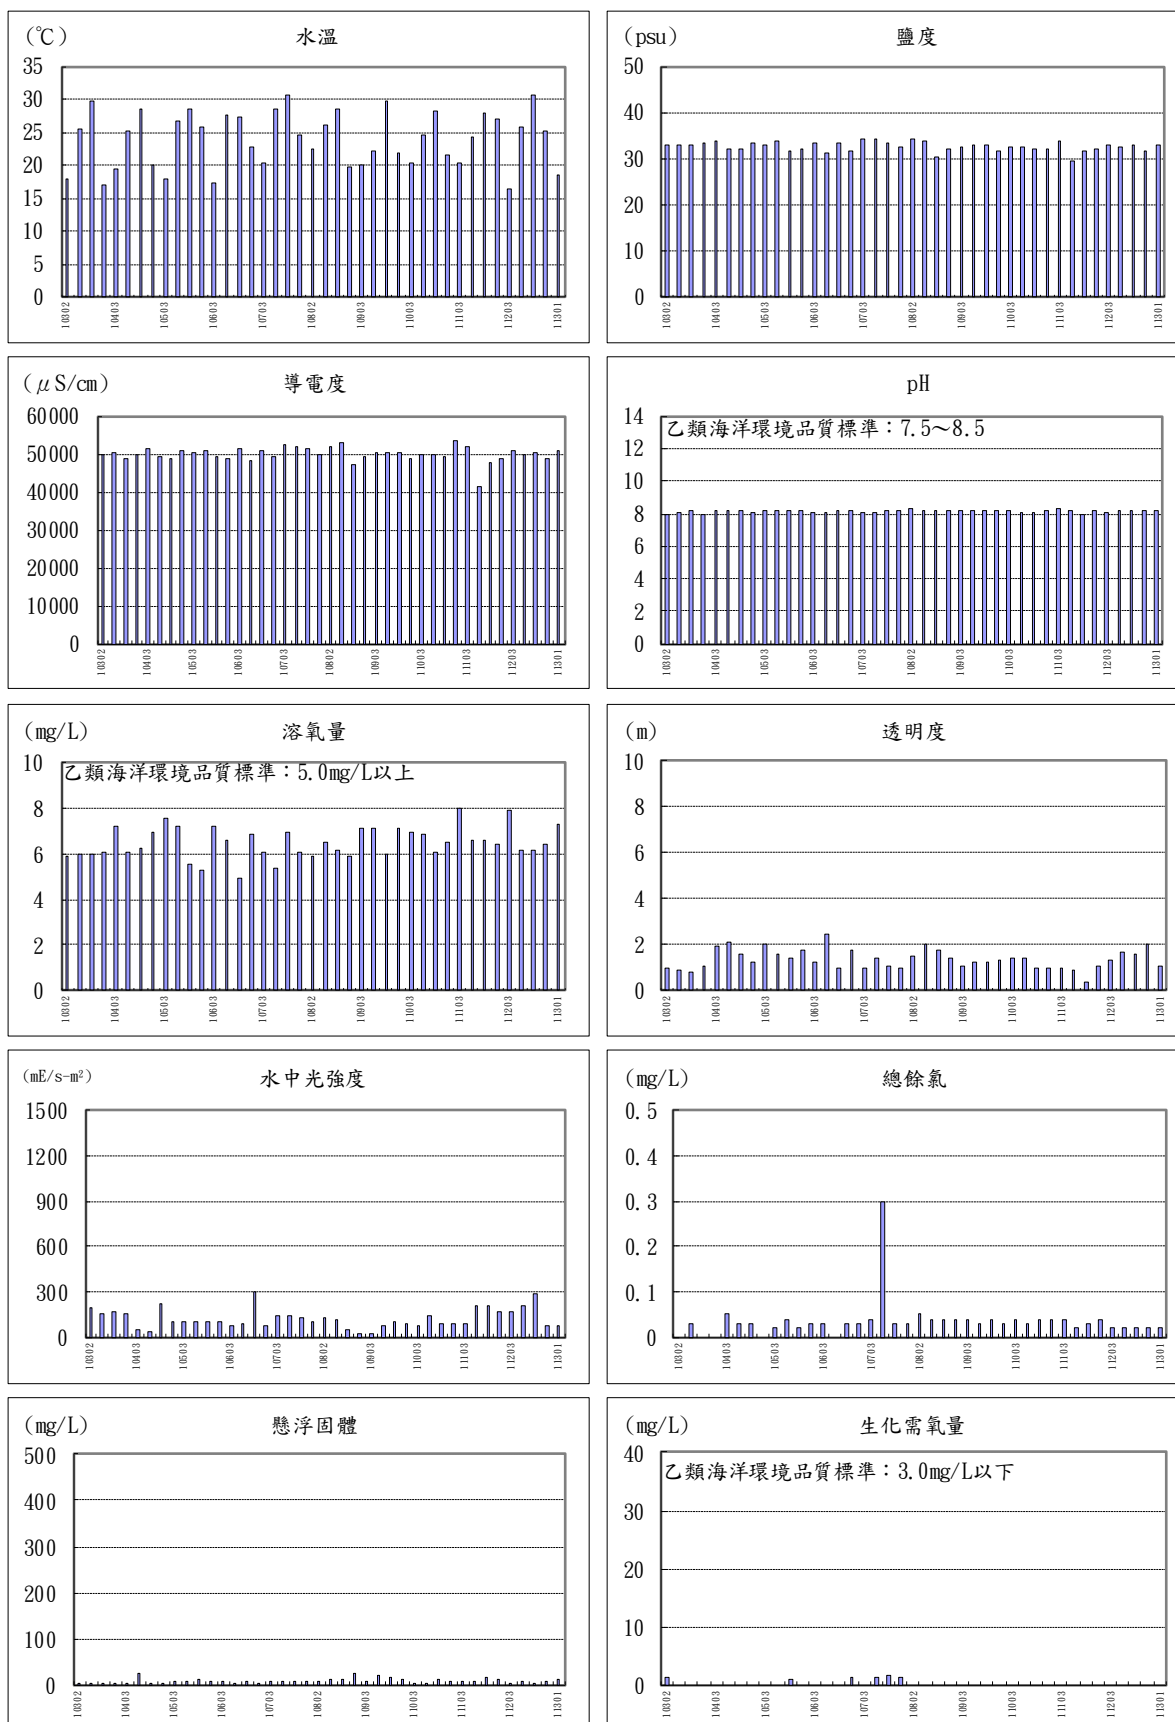 (℃) 水溫
35
30
25
20
15
10
5
0
10302 10403 10503 10603 10703 10802 10903 11003 11103 11203 11301
(psu) 鹽度
50
40
30
20
10
0
10302 10403 10503 10603 10703 10802 10903 11003 11103 11203 11301
(μS/cm) 導電度
60000
50000
40000
30000
20000
10000
0
10302 10403 10503 10603 10703 10802 10903 11003 11103 11203 11301
pH
乙類海洋環境品質標準：7.5～8.5
14
12
10
8
6
4
2
0
10302 10403 10503 10603 10703 10802 10903 11003 11103 11203 11301
(mg/L) 溶氧量
乙類海洋環境品質標準：5.0mg/L以上
10
8
6
4
2
0
10302 10403 10503 10603 10703 10802 10903 11003 11103 11203 11301
(m) 透明度
10
8
6
4
2
0
10302 10403 10503 10603 10703 10802 10903 11003 11103 11203 11301
(mE/s-m²) 水中光強度
1500
1200
900
600
300
0
10302 10403 10503 10603 10703 10802 10903 11003 11103 11203 11301
(mg/L) 總餘氯
0.5
0.4
0.3
0.2
0.1
0
10302 10403 10503 10603 10703 10802 10903 11003 11103 11203 11301
(mg/L) 懸浮固體
500
400
300
200
100
0
10302 10403 10503 10603 10703 10802 10903 11003 11103 11203 11301
(mg/L) 生化需氧量
乙類海洋環境品質標準：3.0mg/L以下
40
30
20
10
0
10302 10403 10503 10603 10703 10802 10903 11003 11103 11203 11301